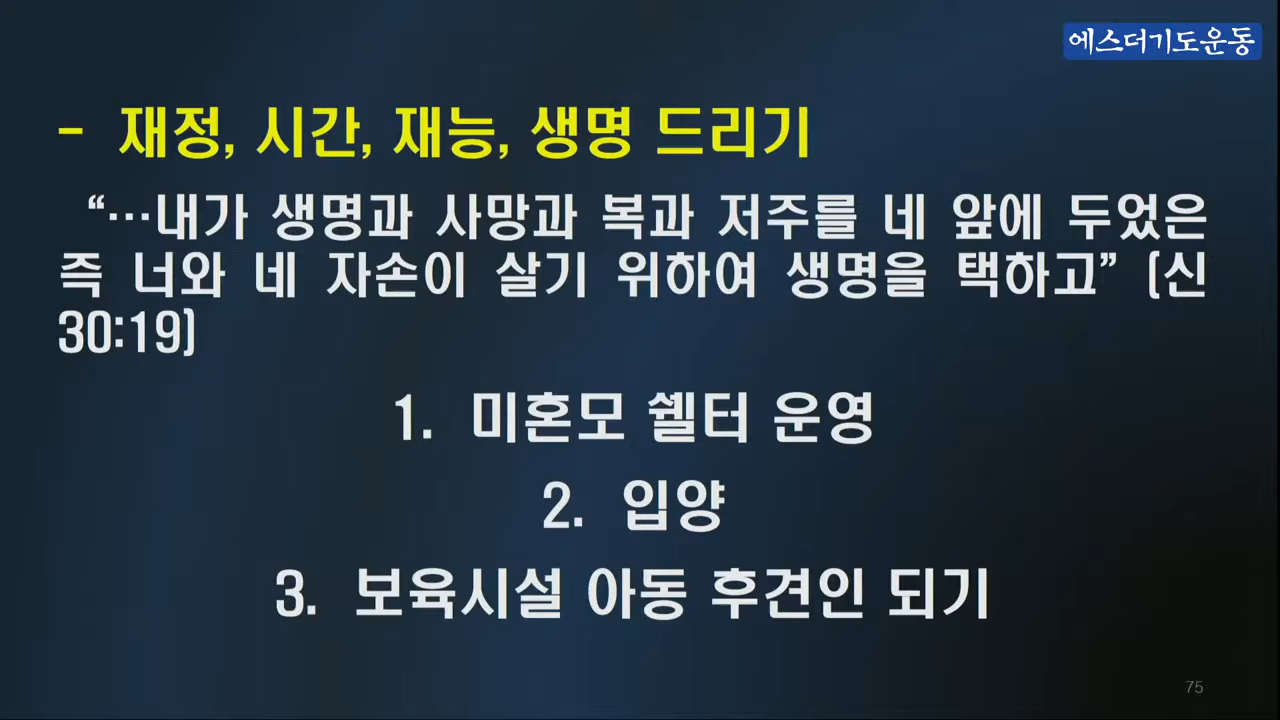 에스더기도운동
- 재정, 시간, 재능, 생명 드리기
“…내가 생명과 사망과 복과 저주를 네 앞에 두었은
즉 너와 네 자손이 살기 위하여 생명을 택하고” (신
30:19)
1. 미혼모 쉘터 운영
2. 입양
3. 보육시설 아동 후견인 되기
75